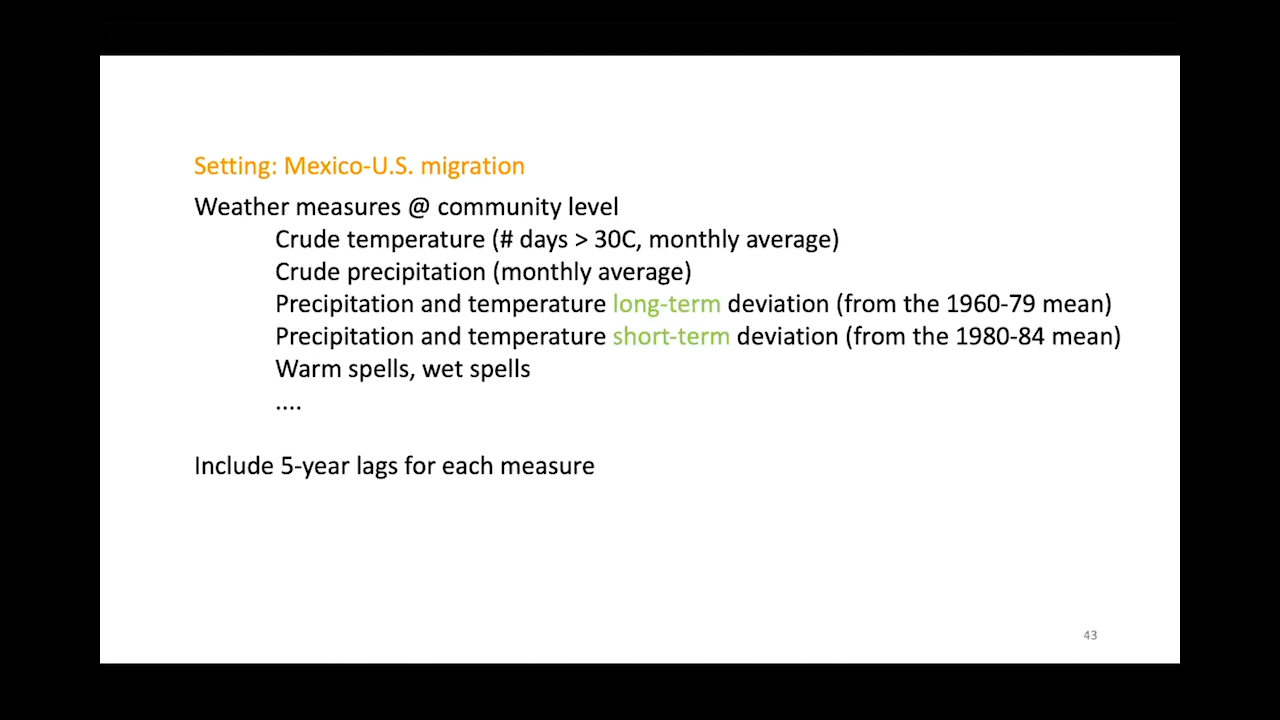 Setting: Mexico-U.S. migration
Weather measures @ community level
Crude temperature (# days > 30C, monthly average)
Crude precipitation (monthly average)
Precipitation and temperature long-term deviation (from the 1960-79 mean)
Precipitation and temperature short-term deviation (from the 1980-84 mean)
Warm spells, wet spells
....
Include 5-year lags for each measure
43